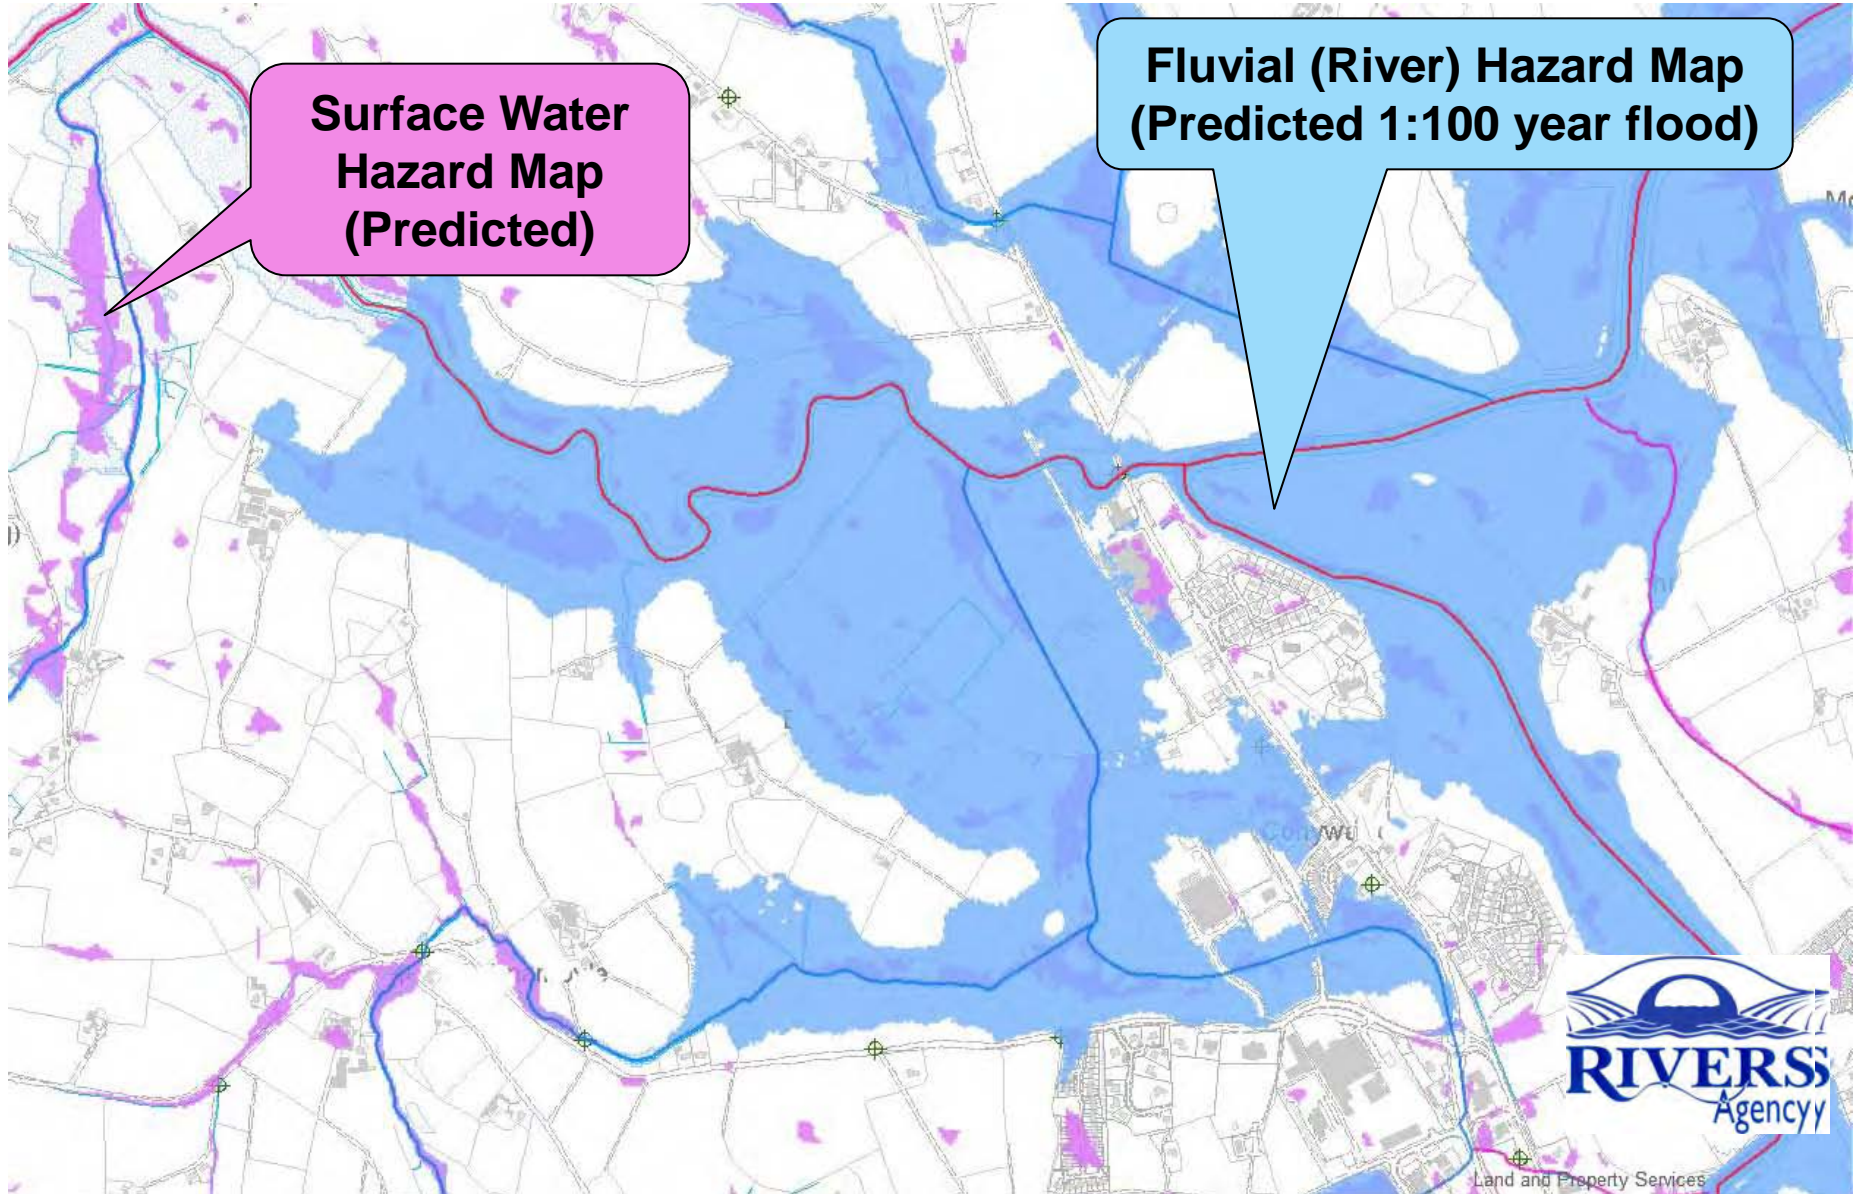 Surface Water
Hazard Map
(Predicted)
Fluvial (River) Hazard Map
(Predicted 1:100 year flood)
RIVERS
Agency
Land and Property Services